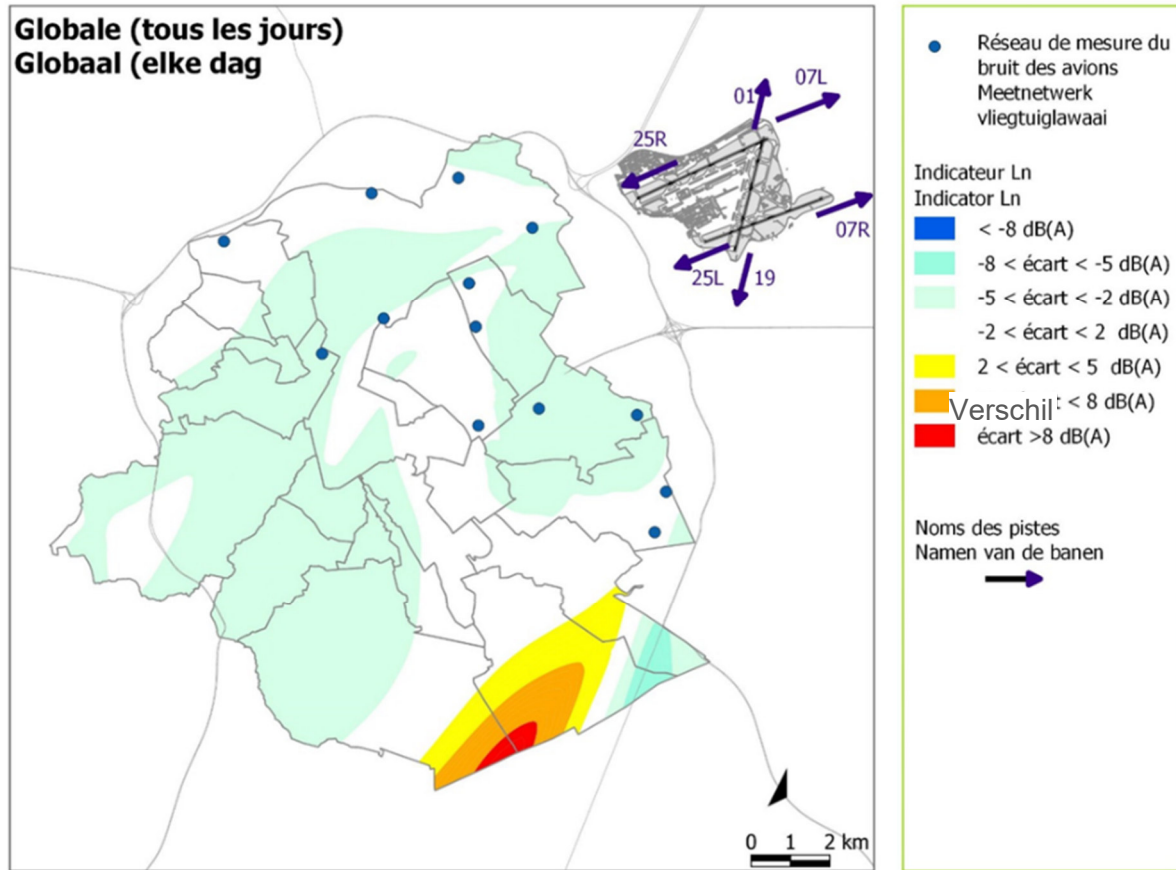 Globale (tous les jours)
Globaal (elke dag
01
07L
25R
07R
25L
19
0 1 2 km
Réseau de mesure du
bruit des avions
Meetnetwerk
vliegtuiglawaai
Indicateur Ln
Indicator Ln
< -8 dB(A)
-8 < écart < -5 dB(A)
-5 < écart < -2 dB(A)
-2 < écart < 2 dB(A)
2 < écart < 5 dB(A)
Verschil < 8 dB(A)
écart >8 dB(A)
Noms des pistes
Namen van de banen